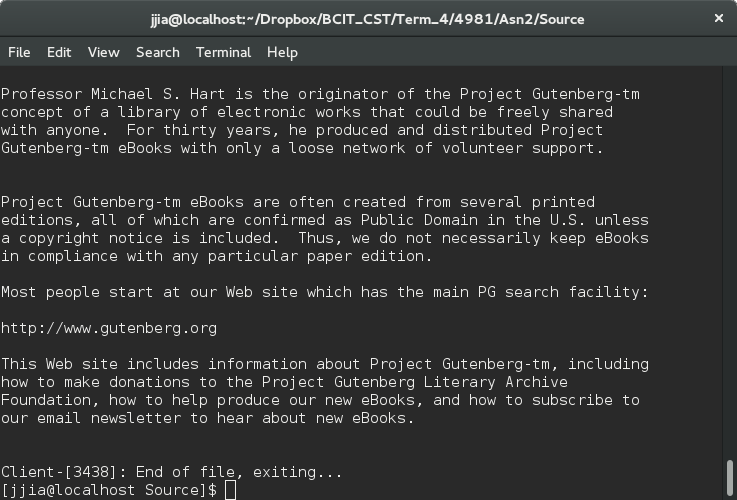 jjia@localhost:~/Dropbox/BCIT_CST/Term_4/4981/Asn2/Source ×
File Edit View Search Terminal Help
Professor Michael S. Hart is the originator of the Project Gutenberg-tm
concept of a library of electronic works that could be freely shared
with anyone.  For thirty years, he produced and distributed Project
Gutenberg-tm eBooks with only a loose network of volunteer support.
Project Gutenberg-tm eBooks are often created from several printed
editions, all of which are confirmed as Public Domain in the U.S. unless
a copyright notice is included.  Thus, we do not necessarily keep eBooks
in compliance with any particular paper edition.
Most people start at our Web site which has the main PG search facility:
http://www.gutenberg.org
This Web site includes information about Project Gutenberg-tm, including
how to make donations to the Project Gutenberg Literary Archive
Foundation, how to help produce our new eBooks, and how to subscribe to
our email newsletter to hear about new eBooks.
Client-[3438]: End of file, exiting...
[jjia@localhost Source]$